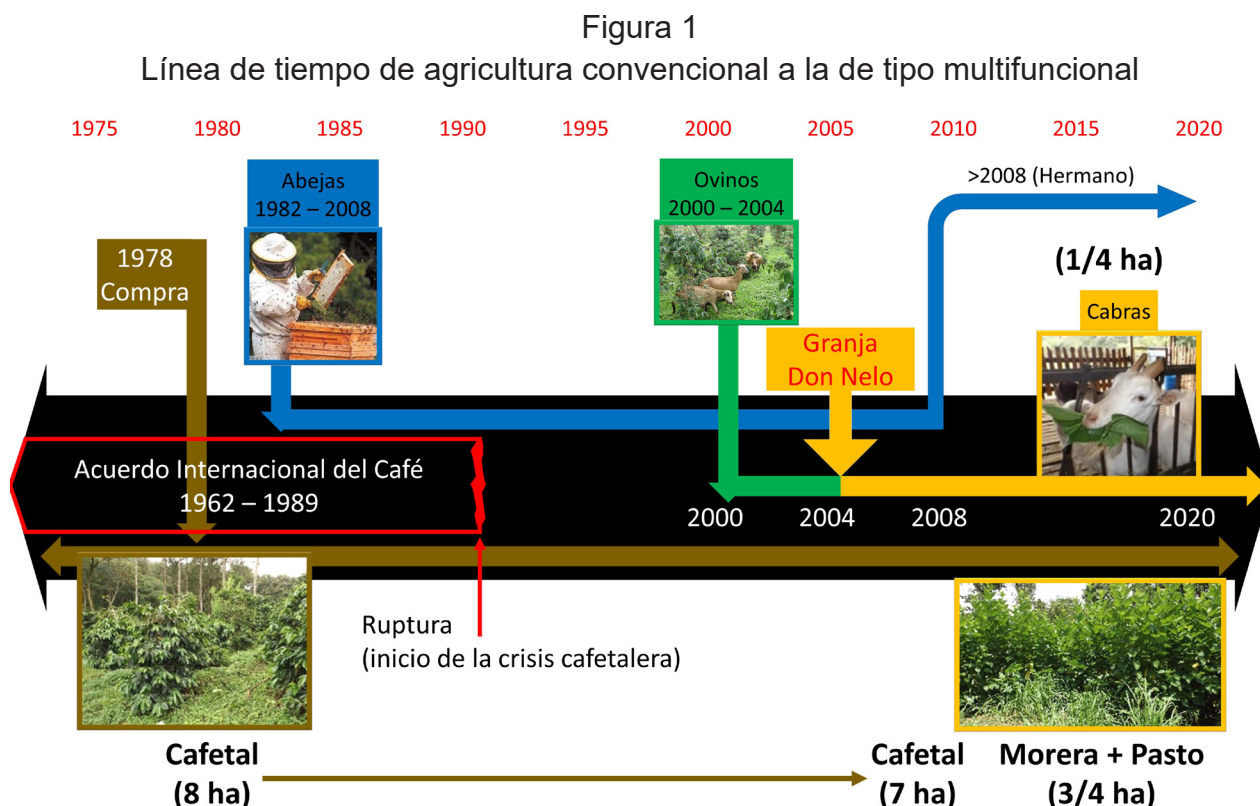 Figura 1
Línea de tiempo de agricultura convencional a la de tipo multifuncional
1975 1980 1985 1990 1995 2000 2005 2010 2015 2020
Abejas
1982 – 2008
Ovinos
2000 – 2004
>2008 (Hermano)
1978
Compra
(1/4 ha)
Cabras
Granja
Don Nelo
Acuerdo Internacional del Café
1962 – 1989
2000 2004 2008 2020
Ruptura
(inicio de la crisis cafetalera)
Cafetal
(8 ha)
Cafetal
(7 ha)
Morera + Pasto
(3/4 ha)